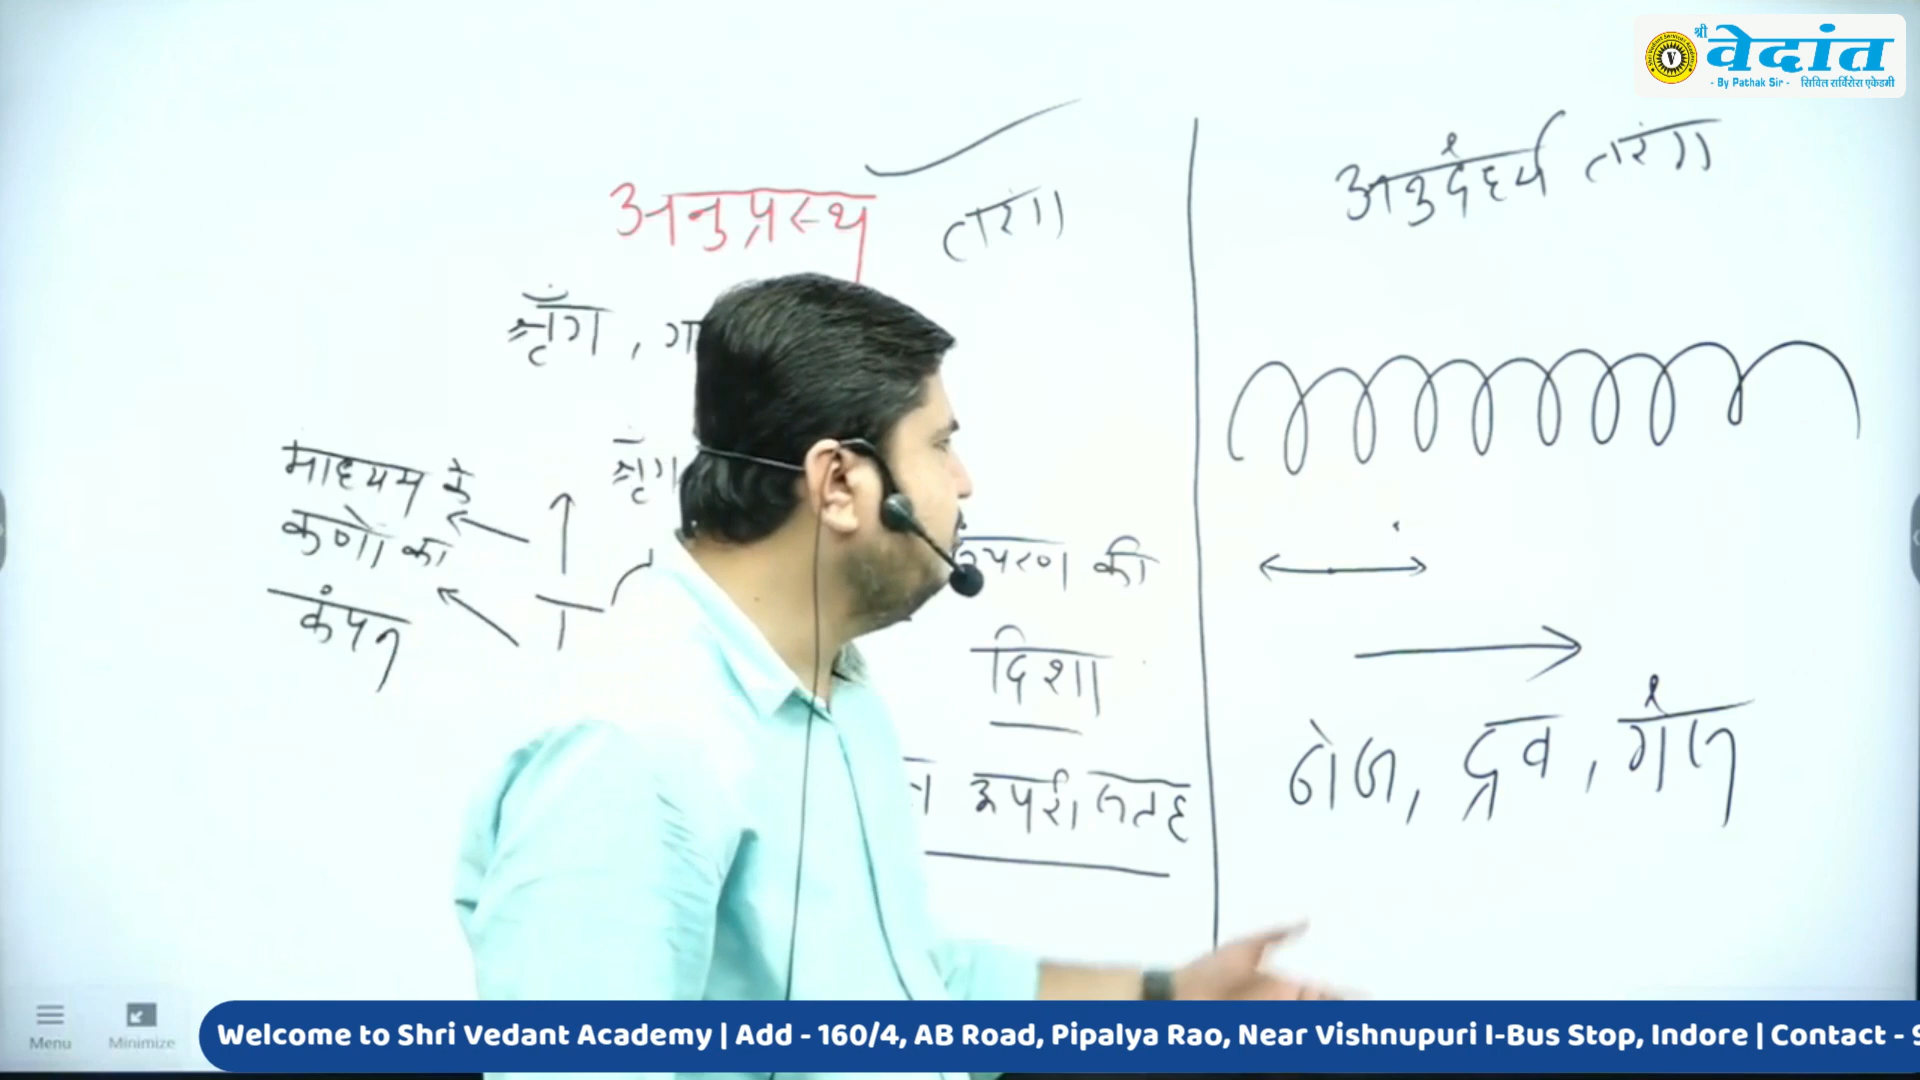 श्री वेदांत
- By Pathak Sir - सिविल सर्विसेस एकेडमी
अनुप्रस्थ तरंग
अनुदैर्ध्य तरंग
श्रृंग ,
श्रृंग
माध्यम के
कणो का
कंपन
की
दिशा
ऊपरी सतह
ठोस, द्रव, गैस
Menu
Minimize
Welcome to Shri Vedant Academy | Add - 160/4, AB Road, Pipalya Rao, Near Vishnupuri I-Bus Stop, Indore | Contact - 9